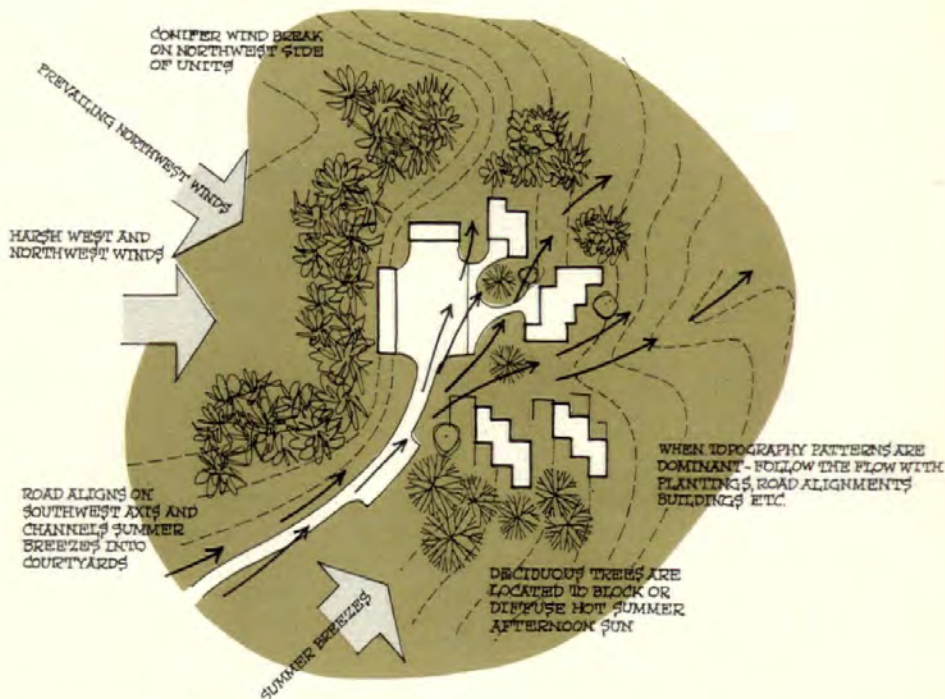 CONIFER WIND BREAK
ON NORTHWEST SIDE
OF UNITS
PREVAILING NORTHWEST WINDS
HARSH WEST AND
NORTHWEST WINDS
WHEN TOPOGRAPHY PATTERNS ARE
DOMINANT - FOLLOW THE FLOW WITH
PLANTINGS, ROAD ALIGNMENTS
BUILDINGS ETC.
ROAD ALIGNS ON
SOUTHWEST AXIS AND
CHANNELS SUMMER
BREEZES INTO
COURTYARDS
DECIDUOUS TREES ARE
LOCATED TO BLOCK OR
DIFFUSE HOT SUMMER
AFTERNOON SUN
SUMMER BREEZES